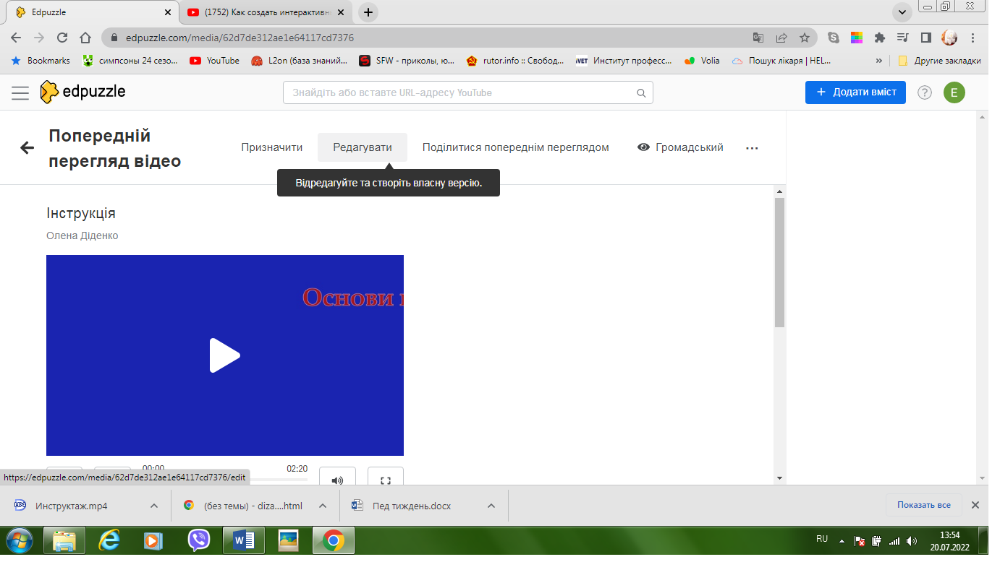 Edpuzzle
(1752) Как создать интерактивн
edpuzzle.com/media/62d7de312ae1e64117cd7376
Bookmarks
симпсоны 24 сезо...
YouTube
L2on (база знаний...
SFW - приколы, ю...
rutor.info :: Свобод...
iVET
Институт професс...
Volia
Пошук лікаря | HEL...
»
Другие закладки
edpuzzle
Знайдіть або вставте URL-адресу YouTube
+ Додати вміст
?
E
Попередній
перегляд відео
Призначити
Редагувати
Поділитися попереднім переглядом
Громадський
...
Відредагуйте та створіть власну версію.
Інструкція
Олена Діденко
Основи
00:00
02:20
https://edpuzzle.com/media/62d7de312ae1e64117cd7376/edit
Инструктаж.mp4
(без темы) - diza....html
Пед тиждень.docx
Показать все
RU
13:54
20.07.2022